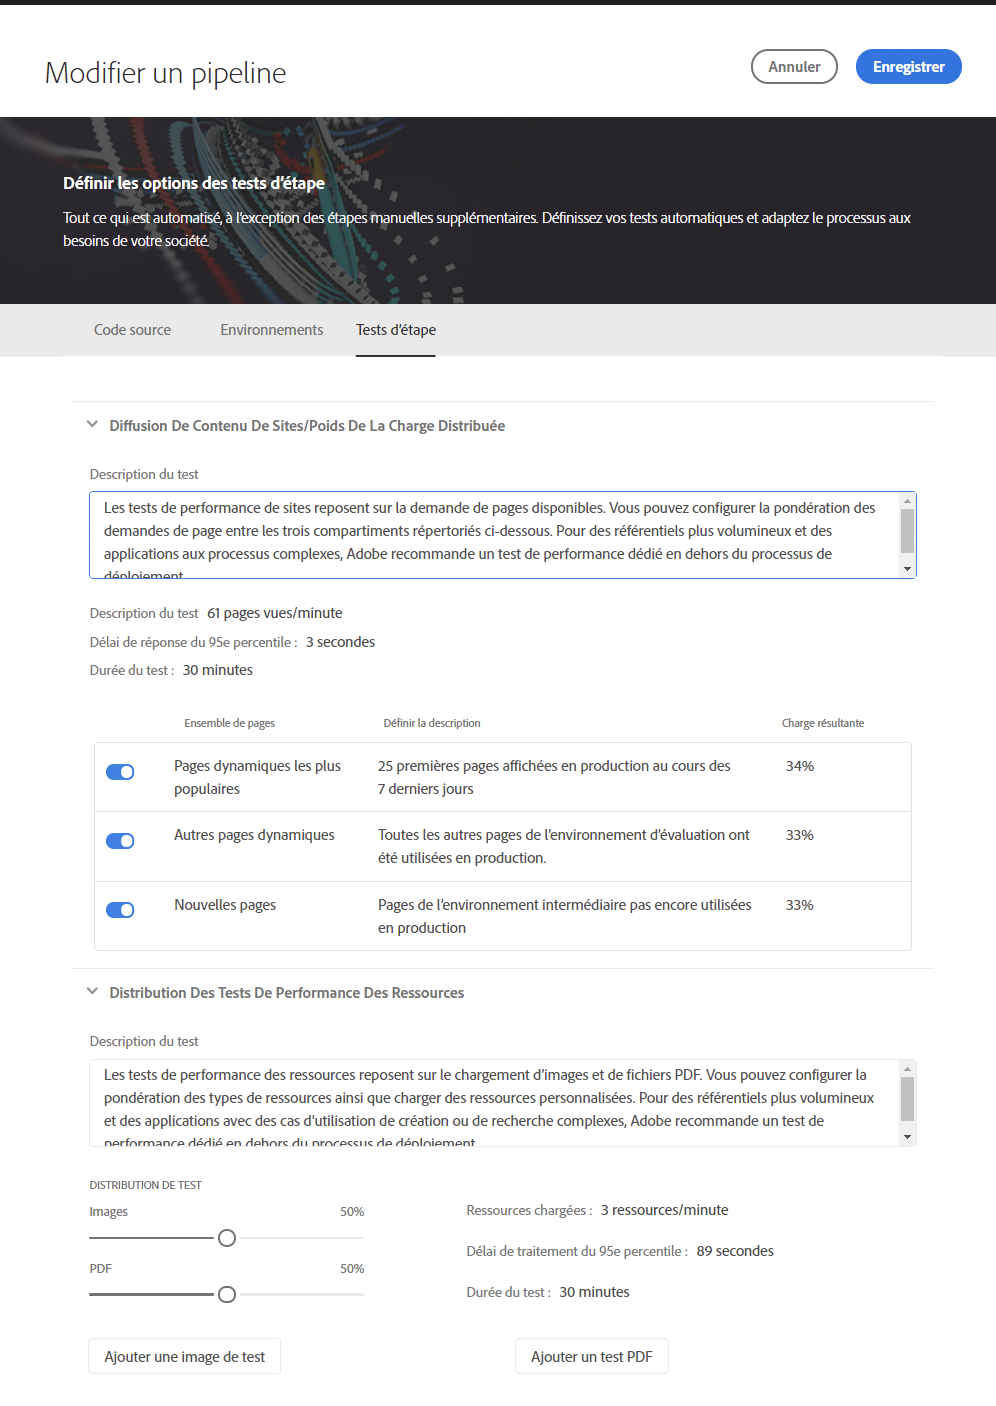 Modifier un pipeline
Annuler
Enregistrer
Définir les options des tests d'étape
Tout ce qui est automatisé, à l'exception des étapes manuelles supplémentaires. Définissez vos tests automatiques et adaptez le processus aux
besoins de votre société.
Code source
Environnements
Tests d'étape
Diffusion De Contenu De Sites/Poids De La Charge Distribuée
Description du test
Les tests de performance de sites reposent sur la demande de pages disponibles. Vous pouvez configurer la pondération des
demandes de page entre les trois compartiments répertoriés ci-dessous. Pour des référentiels plus volumineux et des
applications aux processus complexes, Adobe recommande un test de performance dédié en dehors du processus de
déploiement
Description du test 61 pages vues/minute
Délai de réponse du 95e percentile : 3 secondes
Durée du test : 30 minutes
Ensemble de pages
Définir la description
Charge résultante
Pages dynamiques les plus
populaires
25 premières pages affichées en production au cours des
7 derniers jours
34%
Autres pages dynamiques
Toutes les autres pages de l'environnement d'évaluation ont
été utilisées en production.
33%
Nouvelles pages
Pages de l'environnement intermédiaire pas encore utilisées
en production
33%
Distribution Des Tests De Performance Des Ressources
Description du test
Les tests de performance des ressources reposent sur le chargement d'images et de fichiers PDF. Vous pouvez configurer la
pondération des types de ressources ainsi que charger des ressources personnalisées. Pour des référentiels plus volumineux
et des applications avec des cas d'utilisation de création ou de recherche complexes, Adobe recommande un test de
performance dédié en dehors du processus de déploiement
DISTRIBUTION DE TEST
Images
50%
PDF
50%
Ressources chargées : 3 ressources/minute
Délai de traitement du 95e percentile : 89 secondes
Durée du test : 30 minutes
Ajouter une image de test
Ajouter un test PDF